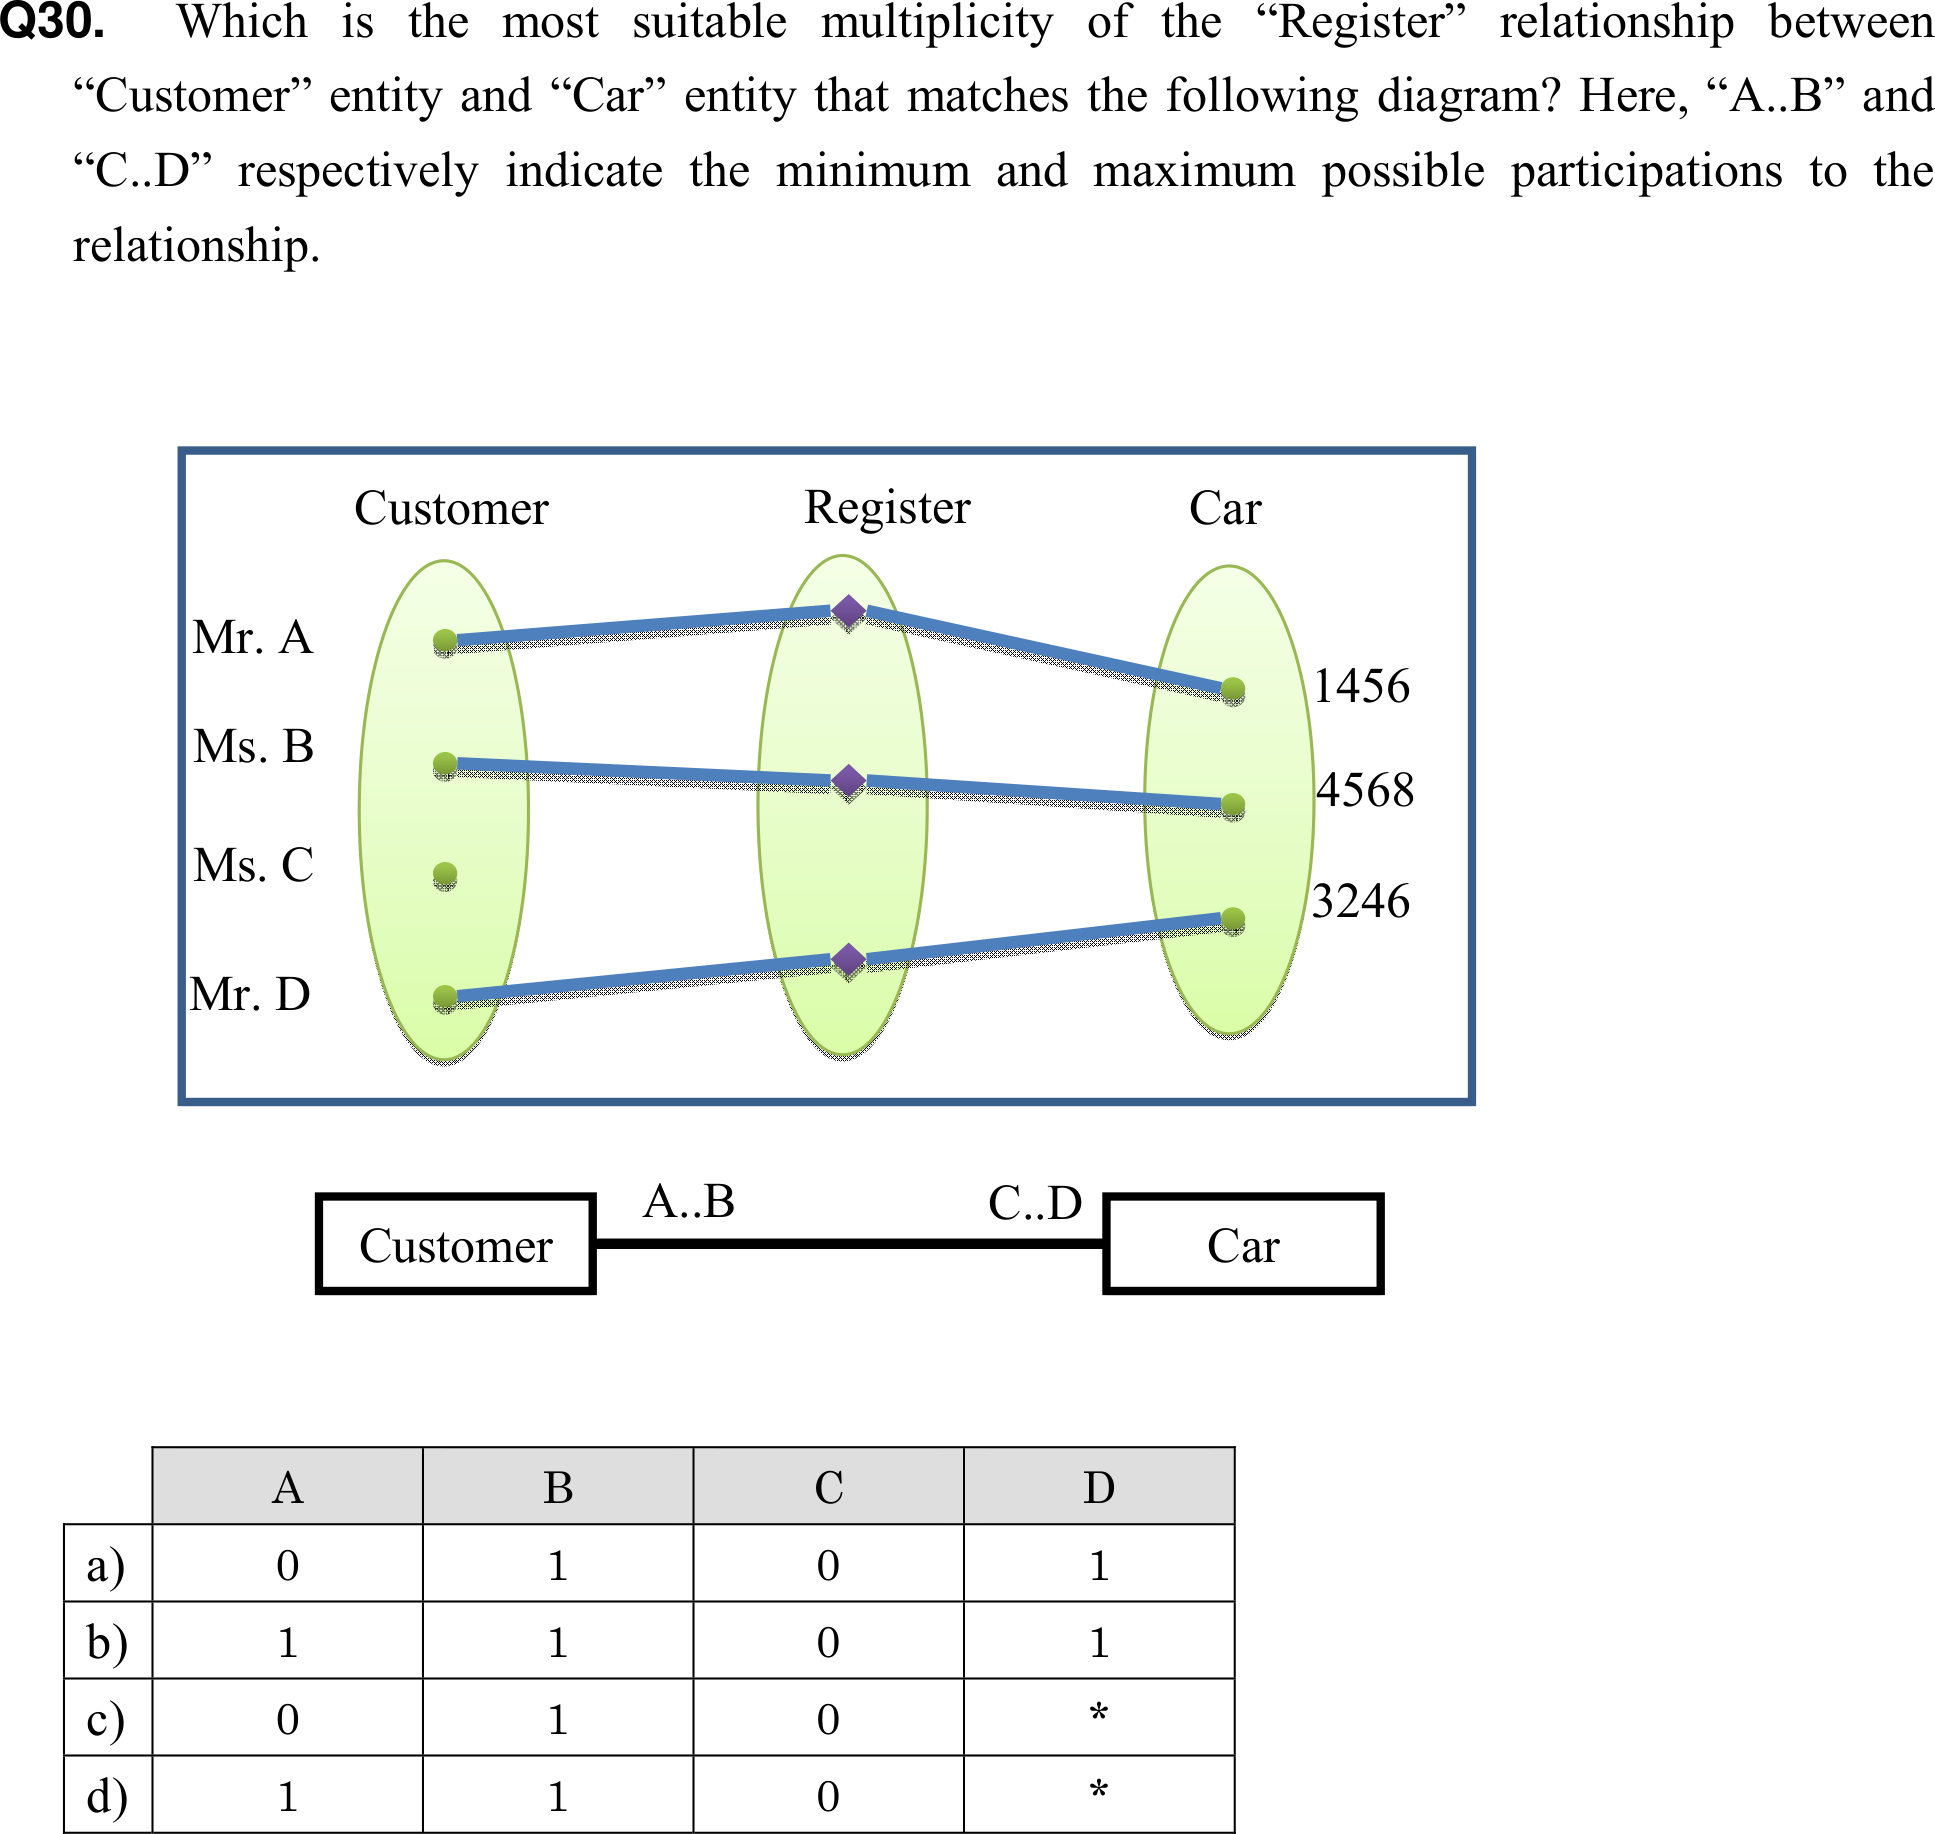 Q30. Which is the most suitable multiplicity of the “Register” relationship between
“Customer” entity and “Car” entity that matches the following diagram? Here, “A..B” and
“C..D” respectively indicate the minimum and maximum possible participations to the
relationship.
Customer Register Car
Mr. A
1456
Ms. B
4568
Ms. C
3246
Mr. D
A..B C..D
Customer Car
A B C D
a) 0 1 0 1
b) 1 1 0 1
c) 0 1 0 *
d) 1 1 0 *